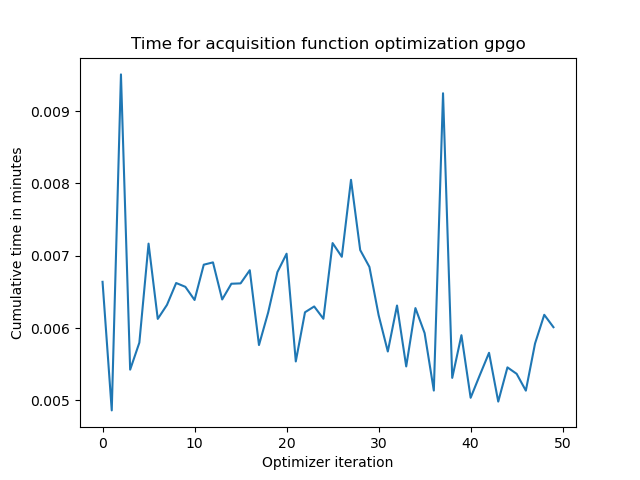 Time for acquisition function optimization gpgo
Cumulative time in minutes
0.009
0.008
0.007
0.006
0.005
0 10 20 30 40 50
Optimizer iteration